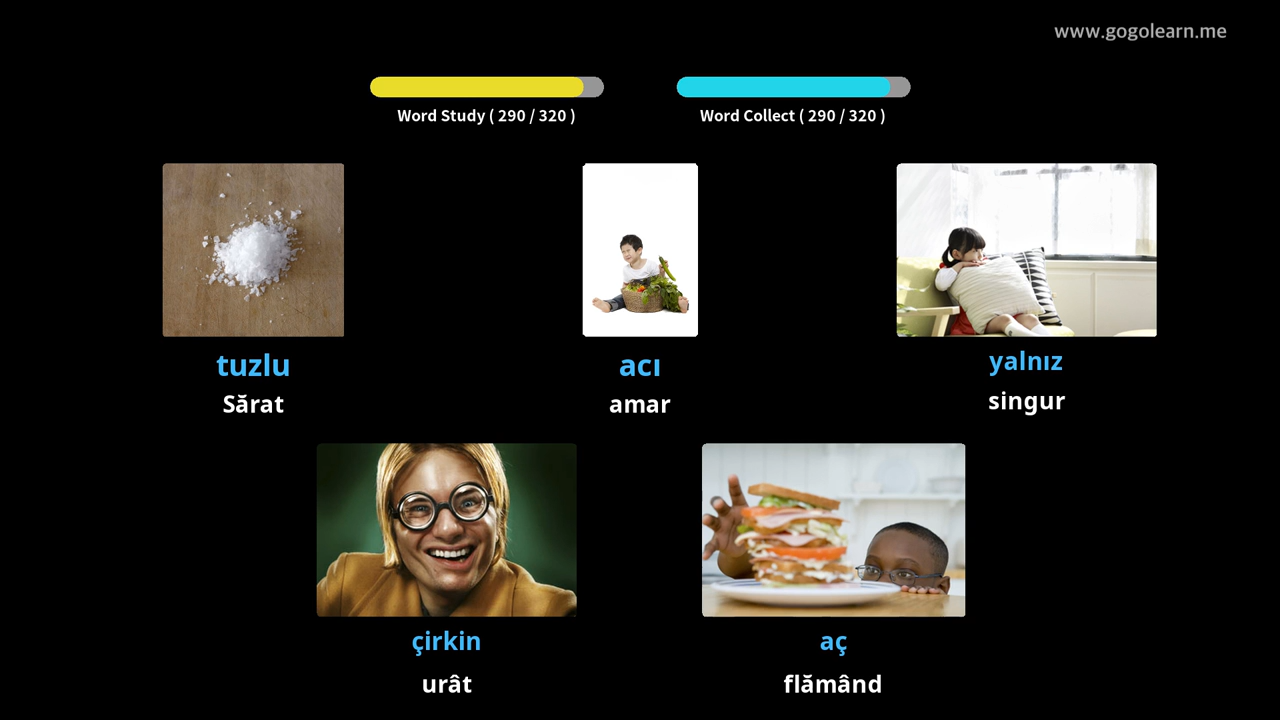 www.gogolearn.me
Word Study ( 290 / 320 )
Word Collect ( 290 / 320 )
tuzlu
Sărat
acı
amar
yalnız
singur
çirkin
urât
aç
flămând